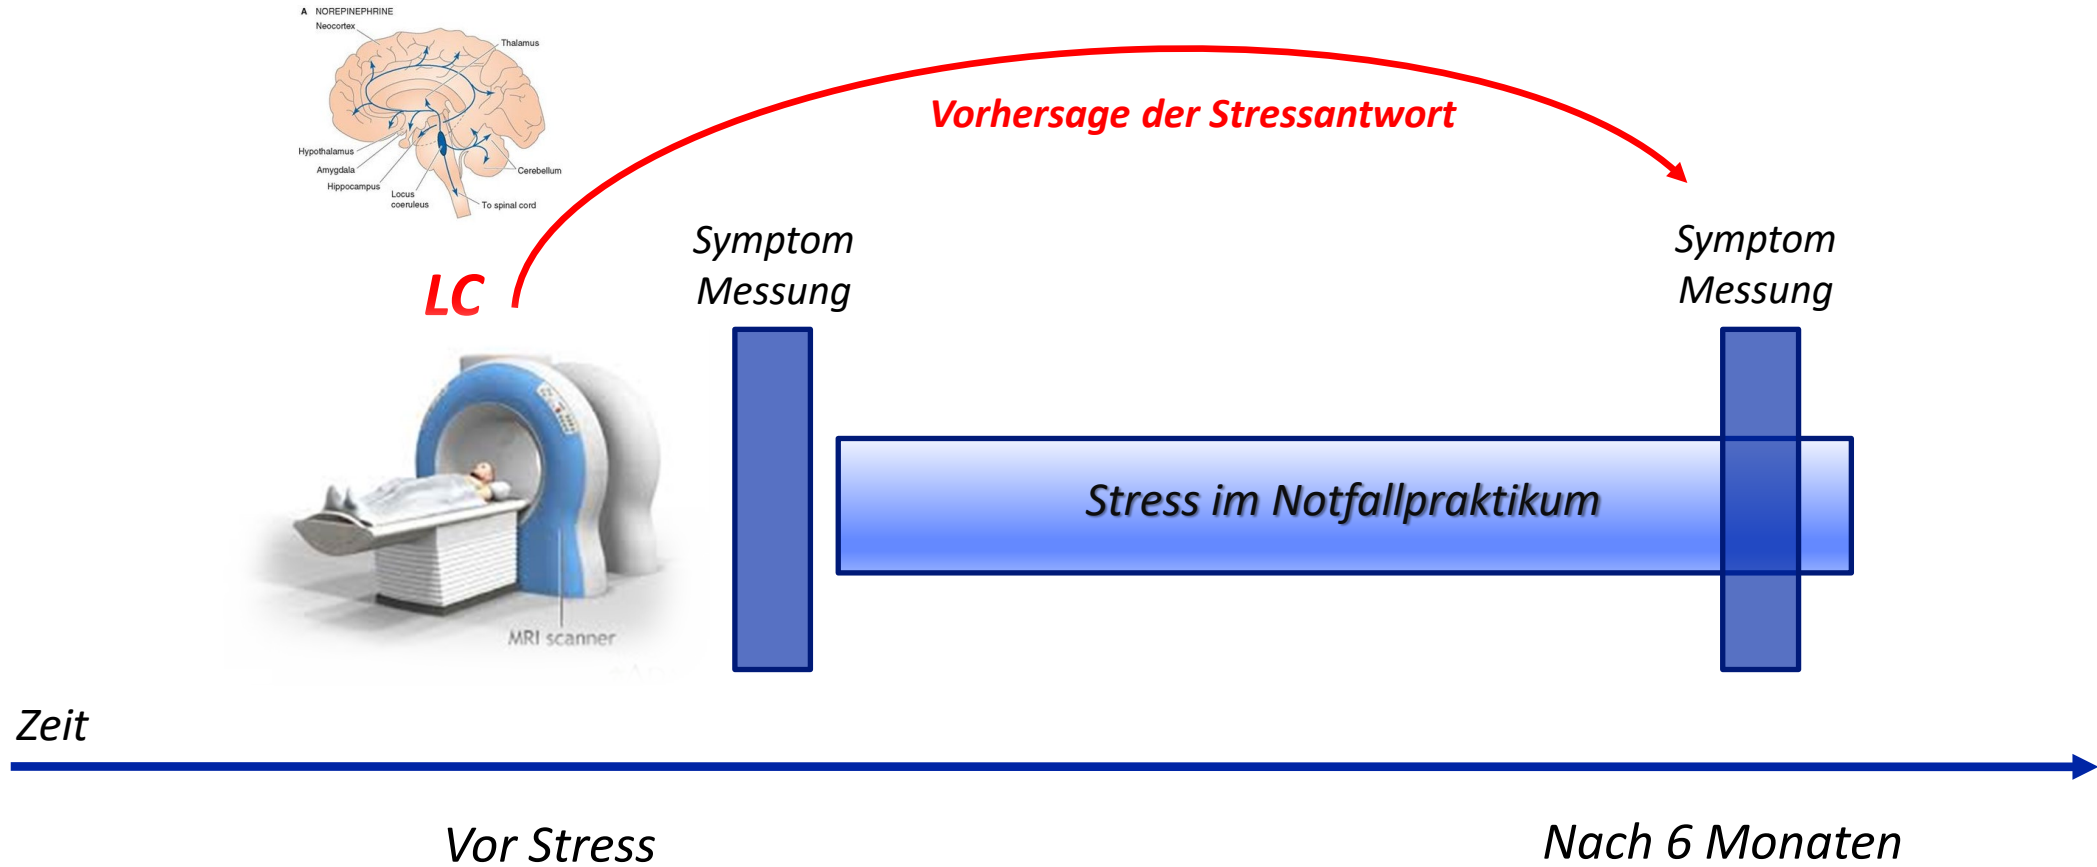 A NOREPINEPHRINE
Neocortex
Thalamus
Hypothalamus
Amygdala
Hippocampus
Locus
coeruleus
Cerebellum
To spinal cord
Vorhersage der Stressantwort
LC
Symptom
Messung
Symptom
Messung
Stress im Notfallpraktikum
MRI scanner
Zeit
Vor Stress
Nach 6 Monaten